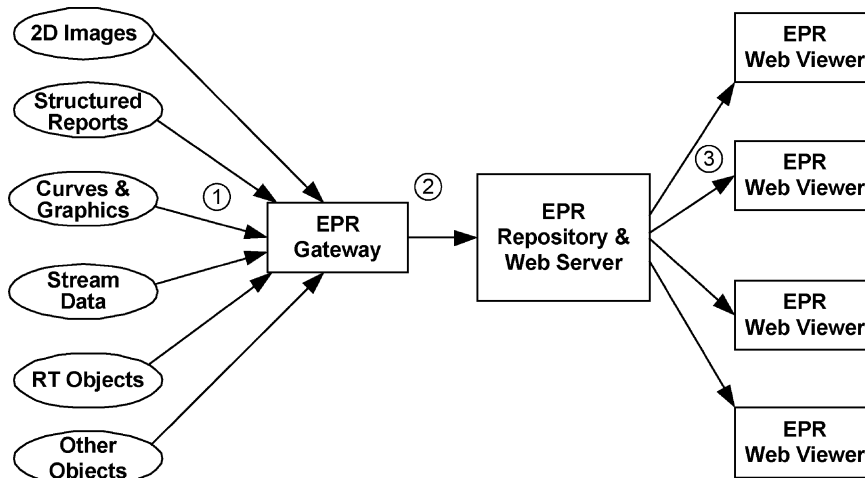 2D Images
Structured
Reports
Curves &
Graphics
Stream
Data
RT Objects
Other
Objects
1
EPR
Gateway
2
EPR
Repository &
Web Server
3
EPR
Web Viewer
EPR
Web Viewer
EPR
Web Viewer
EPR
Web Viewer